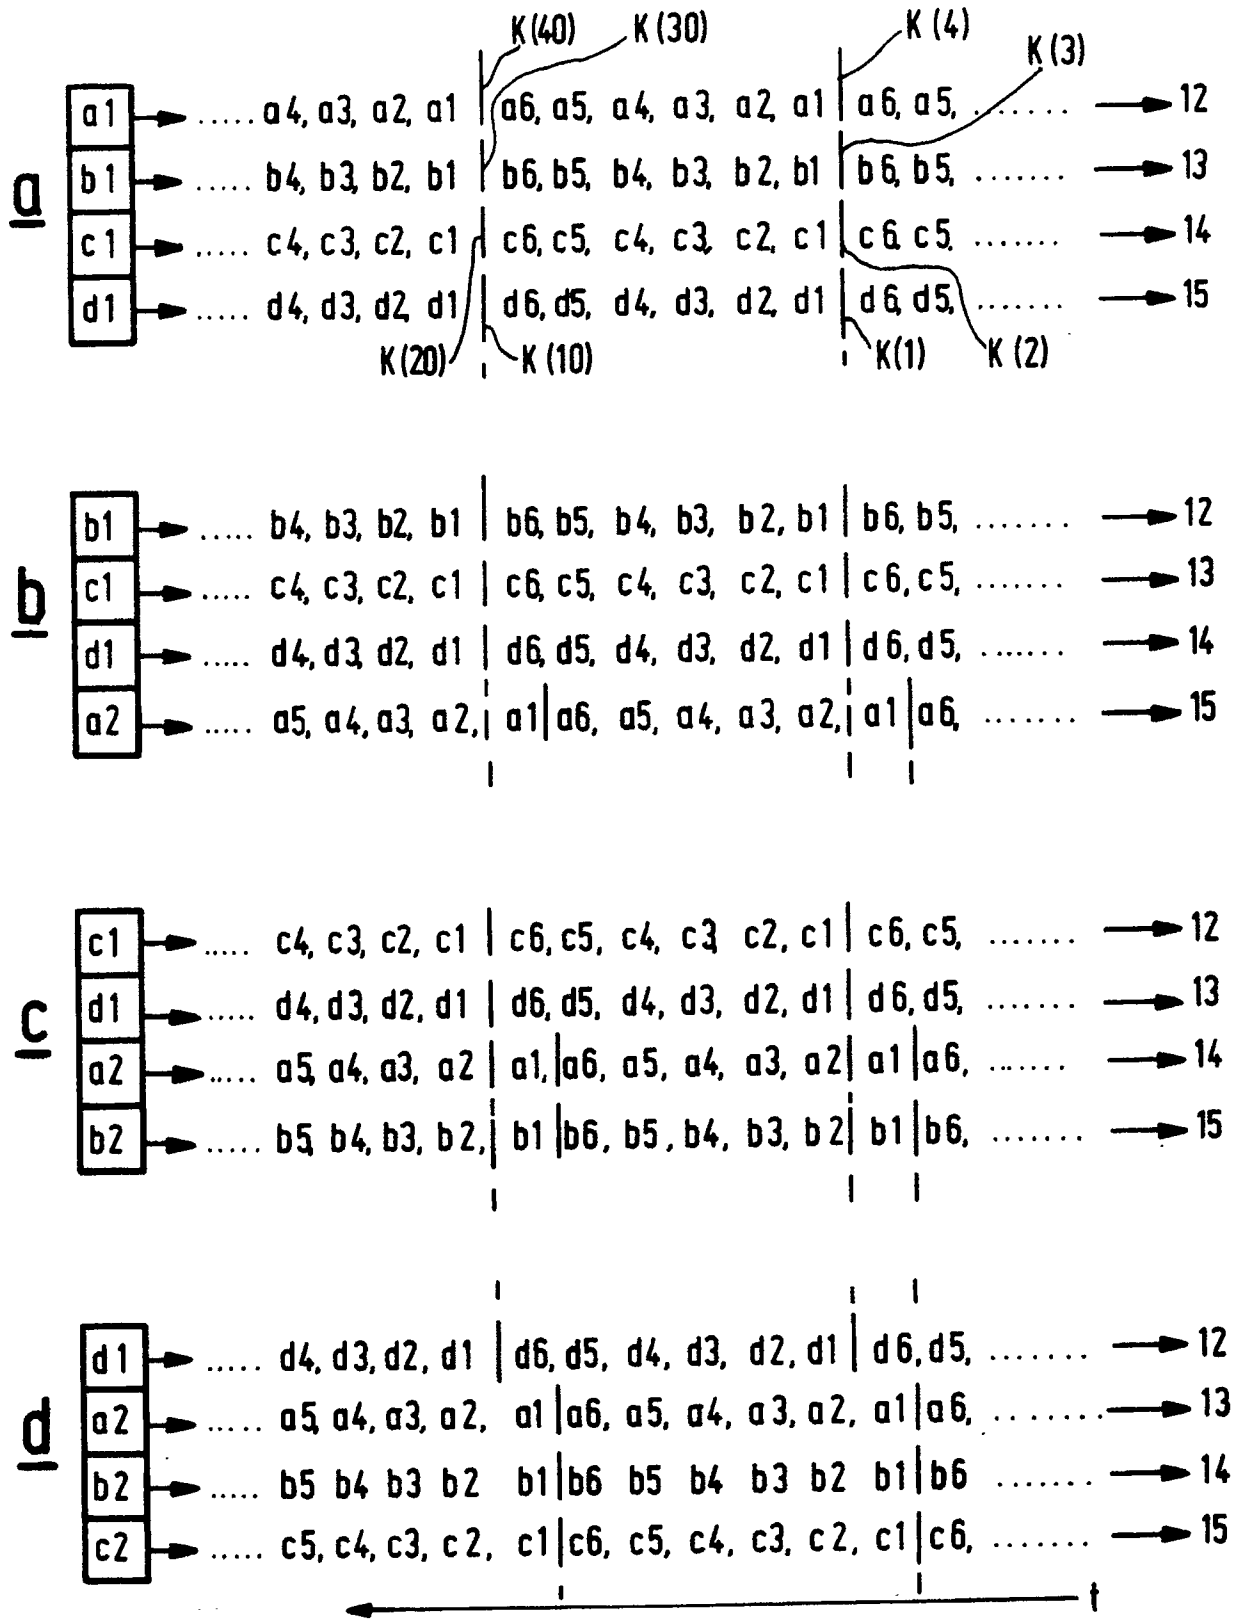 K(40) K(30) K(4) K(3)
a1 ..... a4, a3, a2, a1 a6, a5, a4, a3, a2, a1 a6, a5, ....... 12
b1 ..... b4, b3, b2, b1 b6, b5, b4, b3, b2, b1 b6, b5, ....... 13
a
c1 ..... c4, c3, c2, c1 c6, c5, c4, c3, c2, c1 c6 c5, ....... 14
d1 ..... d4, d3, d2, d1 d6, d5, d4, d3, d2, d1 d6, d5, ....... 15
K(20) K(10) K(1) K(2)
b1 ..... b4, b3, b2, b1 b6, b5, b4, b3, b2, b1 b6, b5, ....... 12
c1 ..... c4, c3, c2, c1 c6, c5, c4, c3, c2, c1 c6, c5, ....... 13
b
d1 ..... d4, d3, d2, d1 d6, d5, d4, d3, d2, d1 d6, d5, ....... 14
a2 ..... a5, a4, a3, a2, a1 a6, a5, a4, a3, a2, a1 a6, ....... 15
c1 ..... c4, c3, c2, c1 c6, c5, c4, c3 c2, c1 c6, c5, ....... 12
d1 ..... d4, d3, d2, d1 d6, d5, d4, d3, d2, d1 d6, d5, ....... 13
c
a2 ..... a5, a4, a3, a2 a1, a6, a5, a4, a3, a2 a1 a6, ....... 14
b2 ..... b5, b4, b3, b2, b1 b6, b5, b4, b3, b2 b1 b6, ....... 15
d1 ..... d4, d3, d2, d1 d6, d5, d4, d3, d2, d1 d6, d5, ....... 12
a2 ..... a5, a4, a3, a2, a1 a6, a5, a4, a3, a2, a1 a6, ....... 13
d
b2 ..... b5 b4 b3 b2 b1 b6 b5 b4 b3 b2 b1 b6 ....... 14
c2 ..... c5, c4, c3, c2, c1 c6, c5, c4, c3, c2, c1 c6, ....... 15
t